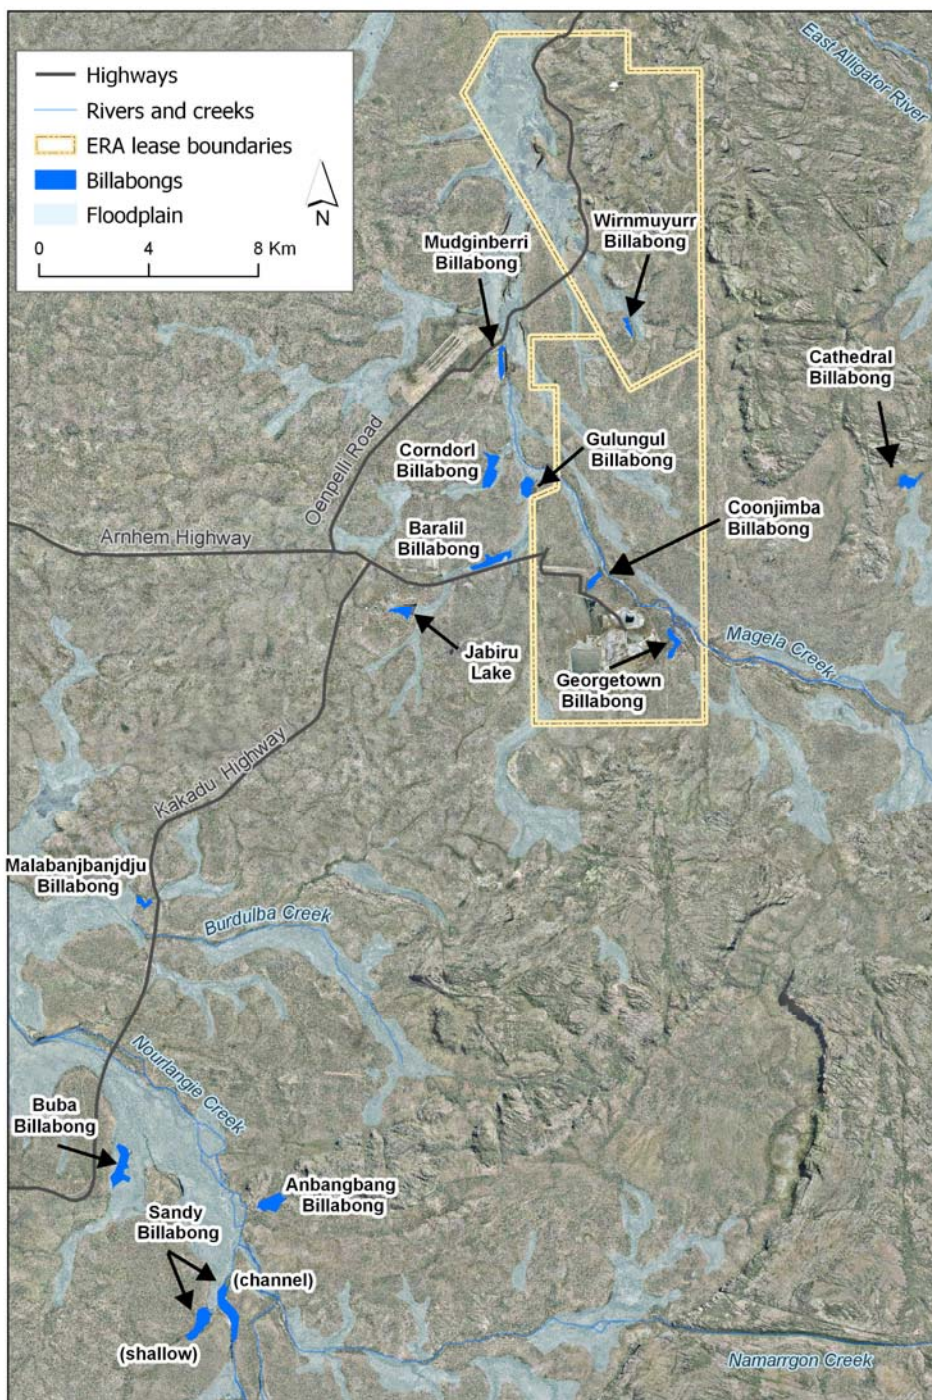 Highways
Rivers and creeks
ERA lease boundaries
Billabongs
Floodplain
N
0 4 8 Km
East Alligator River
Wirnmuyurr
Billabong
Mudginberri
Billabong
Cathedral
Billabong
Oenpelli Road
Corndorl
Billabong
Gulungul
Billabong
Coonjimba
Billabong
Arnhem Highway
Baralil
Billabong
Jabiru
Lake
Georgetown
Billabong
Magela Creek
Kakadu Highway
Malabanjbanjdju
Billabong
Burdulba Creek
Nourlangie Creek
Buba
Billabong
Anbangbang
Billabong
Sandy
Billabong
(channel)
(shallow)
Namarrgon Creek